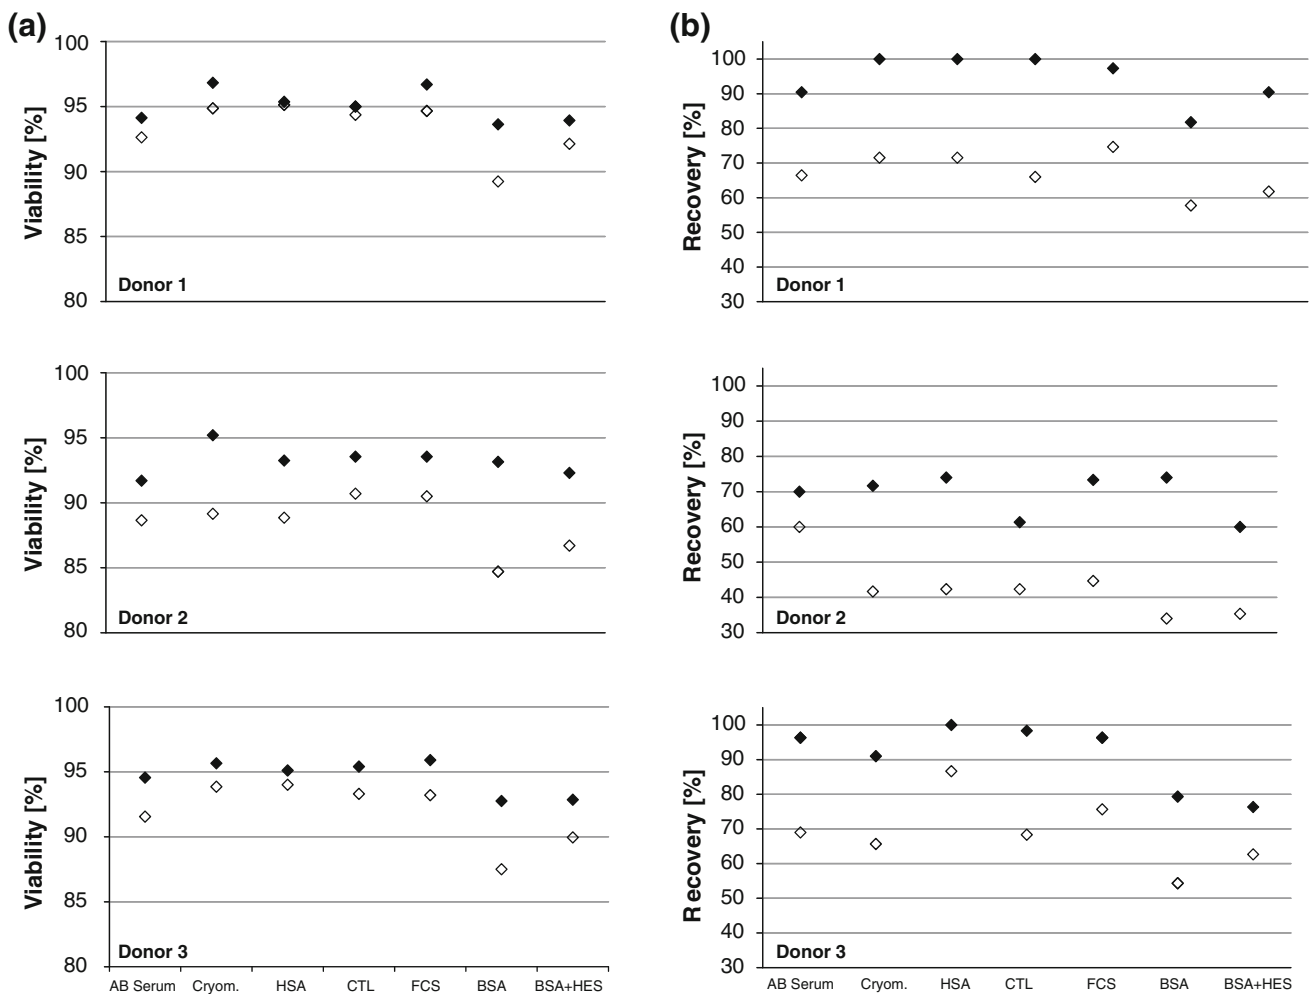 (a)
100
95
90
85
80
Viability [%]
Donor 1
100
95
90
85
80
Viability [%]
Donor 2
100
95
90
85
80
Viability [%]
Donor 3
AB Serum Cryom. HSA CTL FCS BSA BSA+HES
(b)
100
90
80
70
60
50
40
30
Recovery [%]
Donor 1
100
90
80
70
60
50
40
30
Recovery [%]
Donor 2
100
90
80
70
60
50
40
30
Recovery [%]
Donor 3
AB Serum Cryom. HSA CTL FCS BSA BSA+HES